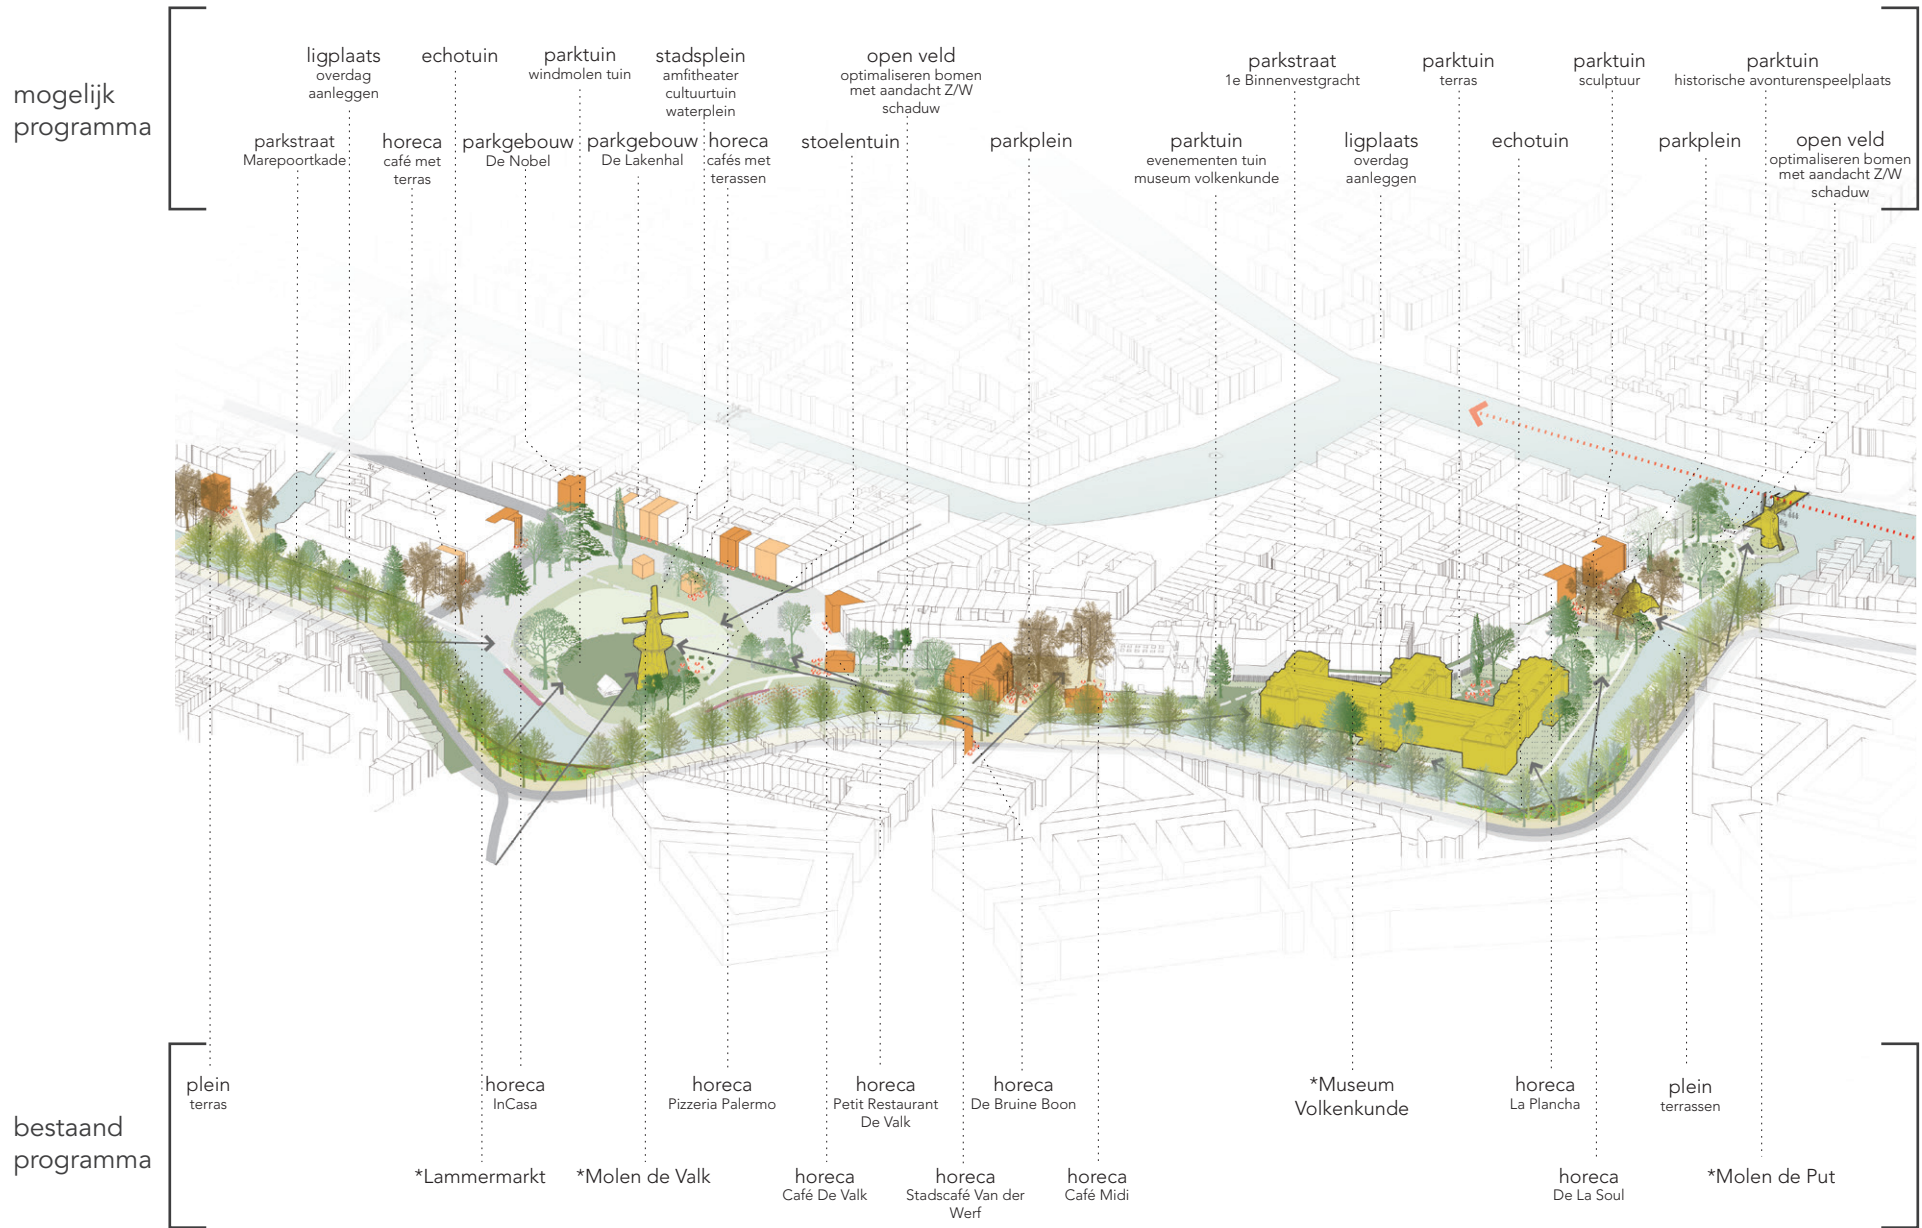 mogelijk
programma
ligplaats
overdag
aanleggen
echotuin
parktuin
windmolen tuin
stadsplein
amfitheater
cultuurtuin
waterplein
open veld
optimaliseren bomen
met aandacht Z/W
schaduw
parkstraat
1e Binnenvestgracht
parktuin
terras
parktuin
sculptuur
parktuin
historische avonturenspeelplaats
parkstraat
Marepoortkade
horeca
café met
terras
parkgebouw
De Nobel
parkgebouw
De Lakenhal
horeca
cafés met
terassen
stoelentuin
parkplein
parktuin
evenementen tuin
museum volkenkunde
ligplaats
overdag
aanleggen
echotuin
parkplein
open veld
optimaliseren bomen
met aandacht Z/W
schaduw
bestaand
programma
plein
terras
horeca
InCasa
horeca
Pizzeria Palermo
horeca
Petit Restaurant
De Valk
horeca
De Bruine Boon
*Museum
Volkenkunde
horeca
La Plancha
plein
terrassen
*Lammermarkt
*Molen de Valk
horeca
Café De Valk
horeca
Stadscafé Van der
Werf
horeca
Café Midi
horeca
De La Soul
*Molen de Put